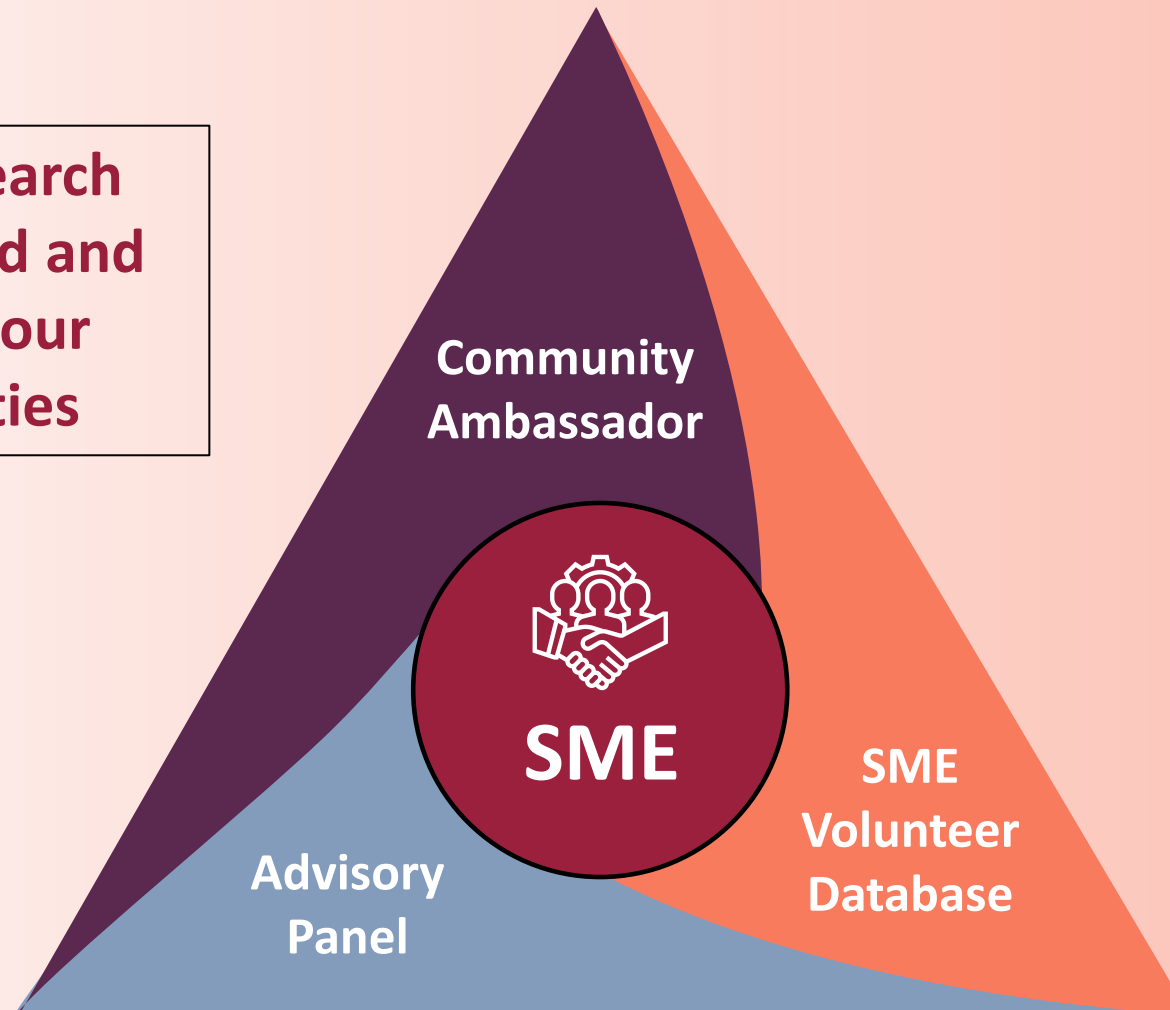 earch
d and
our
ties
Community
Ambassador
SME
SME
Volunteer
Database
Advisory
Panel